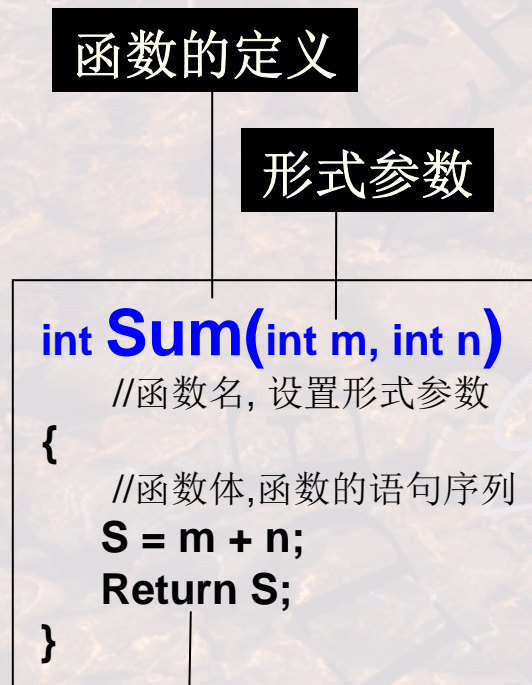 函数的定义
形式参数
int Sum(int m, int n)
//函数名, 设置形式参数
{
//函数体,函数的语句序列
S = m + n;
Return S;
}